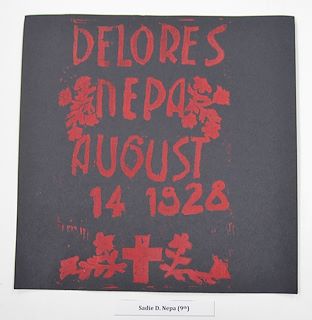 DELORES
NEPA
AUGUST
14 1928
Sadie D. Nepa (9th)